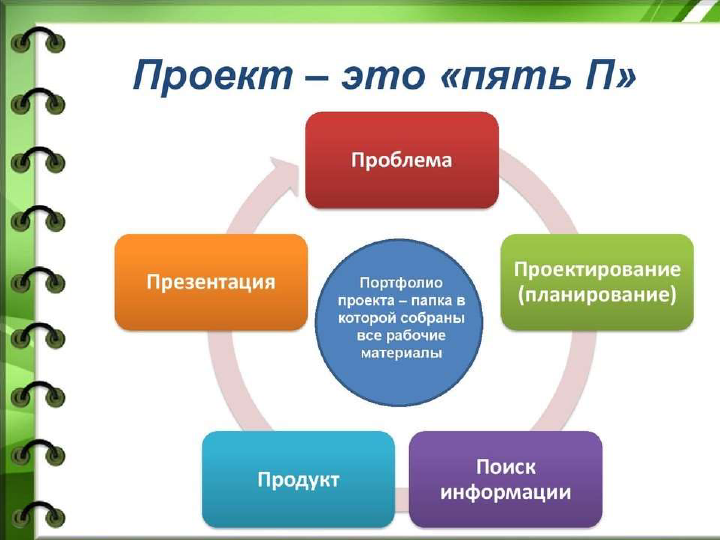 Проект – это «пять П»
Проблема
Проектирование
(планирование)
Поиск
информации
Продукт
Презентация
Портфолио
проекта – папка в
которой собраны
все рабочие
материалы